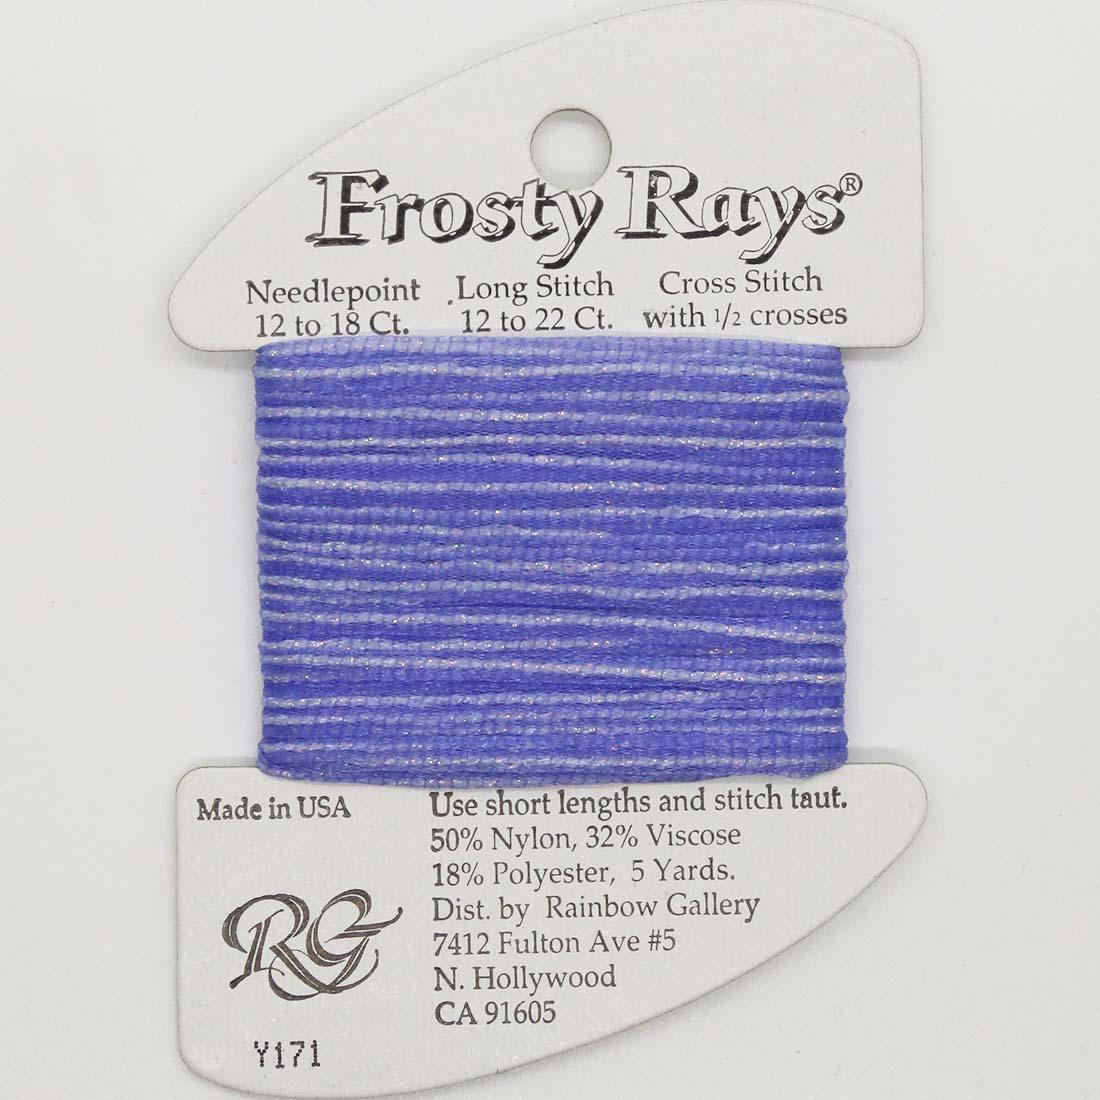 Frosty Rays®
Needlepoint
12 to 18 Ct.
Long Stitch
12 to 22 Ct.
Cross Stitch
with 1/2 crosses
Made in USA
RG
Y171
Use short lengths and stitch taut.
50% Nylon, 32% Viscose
18% Polyester, 5 Yards.
Dist. by Rainbow Gallery
7412 Fulton Ave #5
N. Hollywood
CA 91605